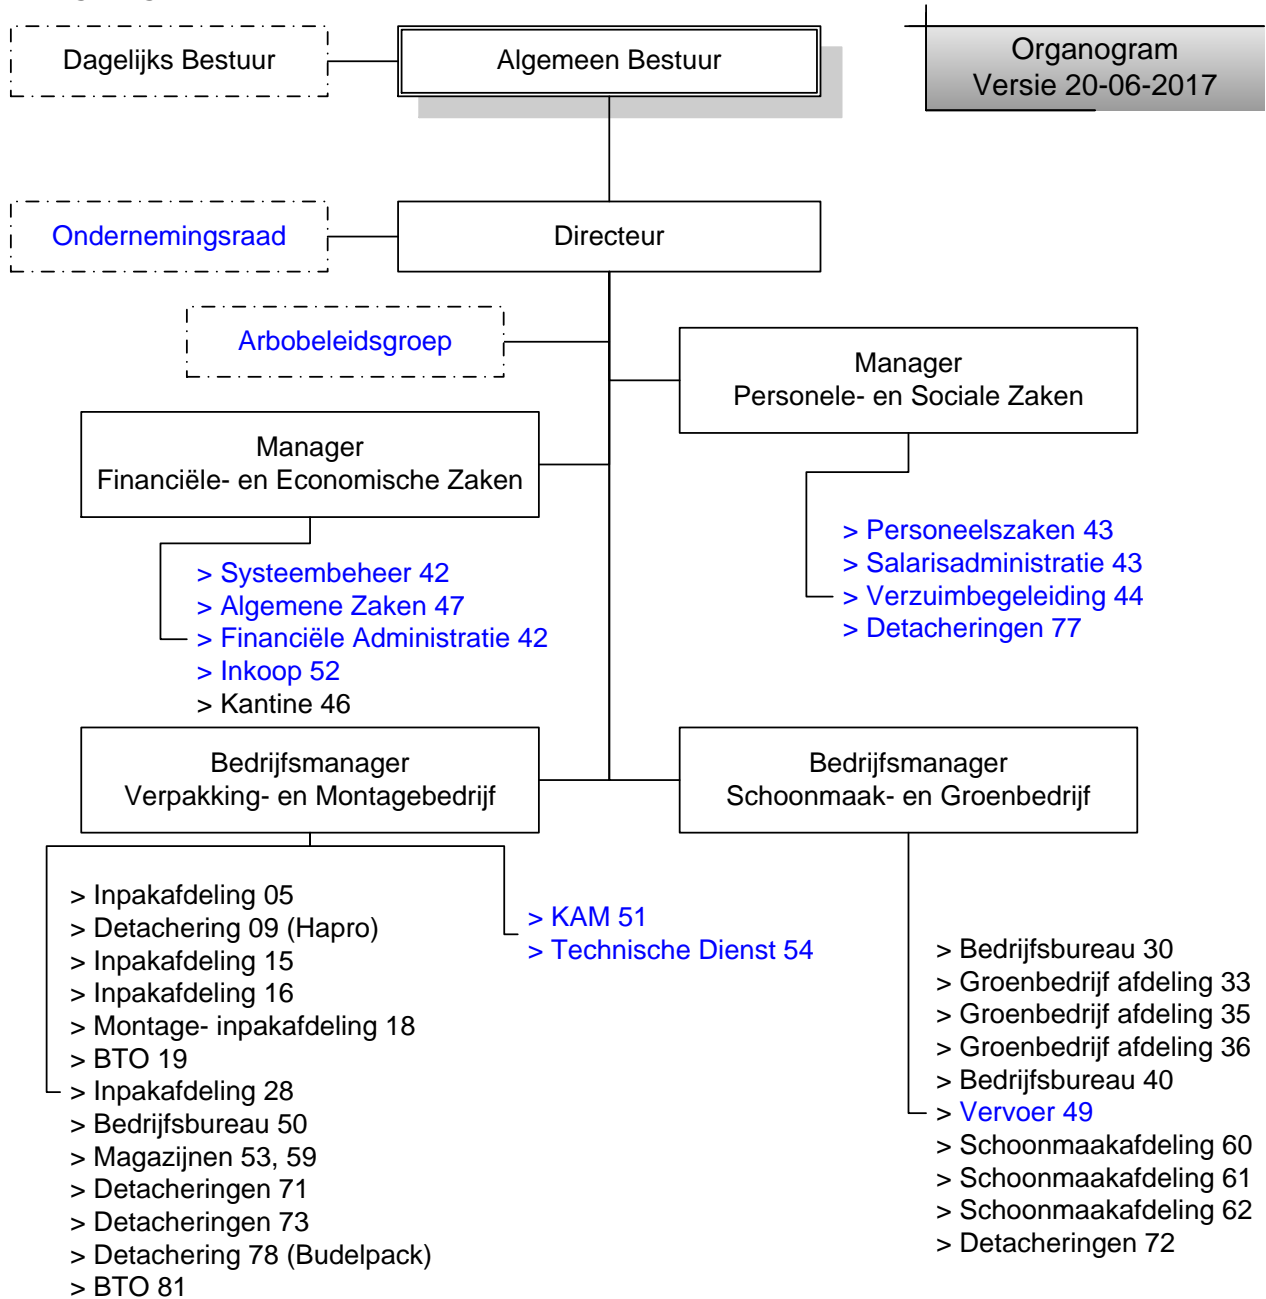 Dagelijks Bestuur
Algemeen Bestuur
Organogram
Versie 20-06-2017
Ondernemingsraad
Directeur
Arbobeleidsgroep
Manager
Personele- en Sociale Zaken
Manager
Financiële- en Economische Zaken
> Personeelszaken 43
> Salarisadministratie 43
> Verzuimbegeleiding 44
> Detacheringen 77
> Systeembeheer 42
> Algemene Zaken 47
> Financiële Administratie 42
> Inkoop 52
> Kantine 46
Bedrijfsmanager
Verpakking- en Montagebedrijf
Bedrijfsmanager
Schoonmaak- en Groenbedrijf
> Inpakafdeling 05
> Detachering 09 (Hapro)
> Inpakafdeling 15
> Inpakafdeling 16
> Montage- inpakafdeling 18
> BTO 19
> Inpakafdeling 28
> Bedrijfsbureau 50
> Magazijnen 53, 59
> Detacheringen 71
> Detacheringen 73
> Detachering 78 (Budelpack)
> BTO 81
> KAM 51
> Technische Dienst 54
> Bedrijfsbureau 30
> Groenbedrijf afdeling 33
> Groenbedrijf afdeling 35
> Groenbedrijf afdeling 36
> Bedrijfsbureau 40
> Vervoer 49
> Schoonmaakafdeling 60
> Schoonmaakafdeling 61
> Schoonmaakafdeling 62
> Detacheringen 72